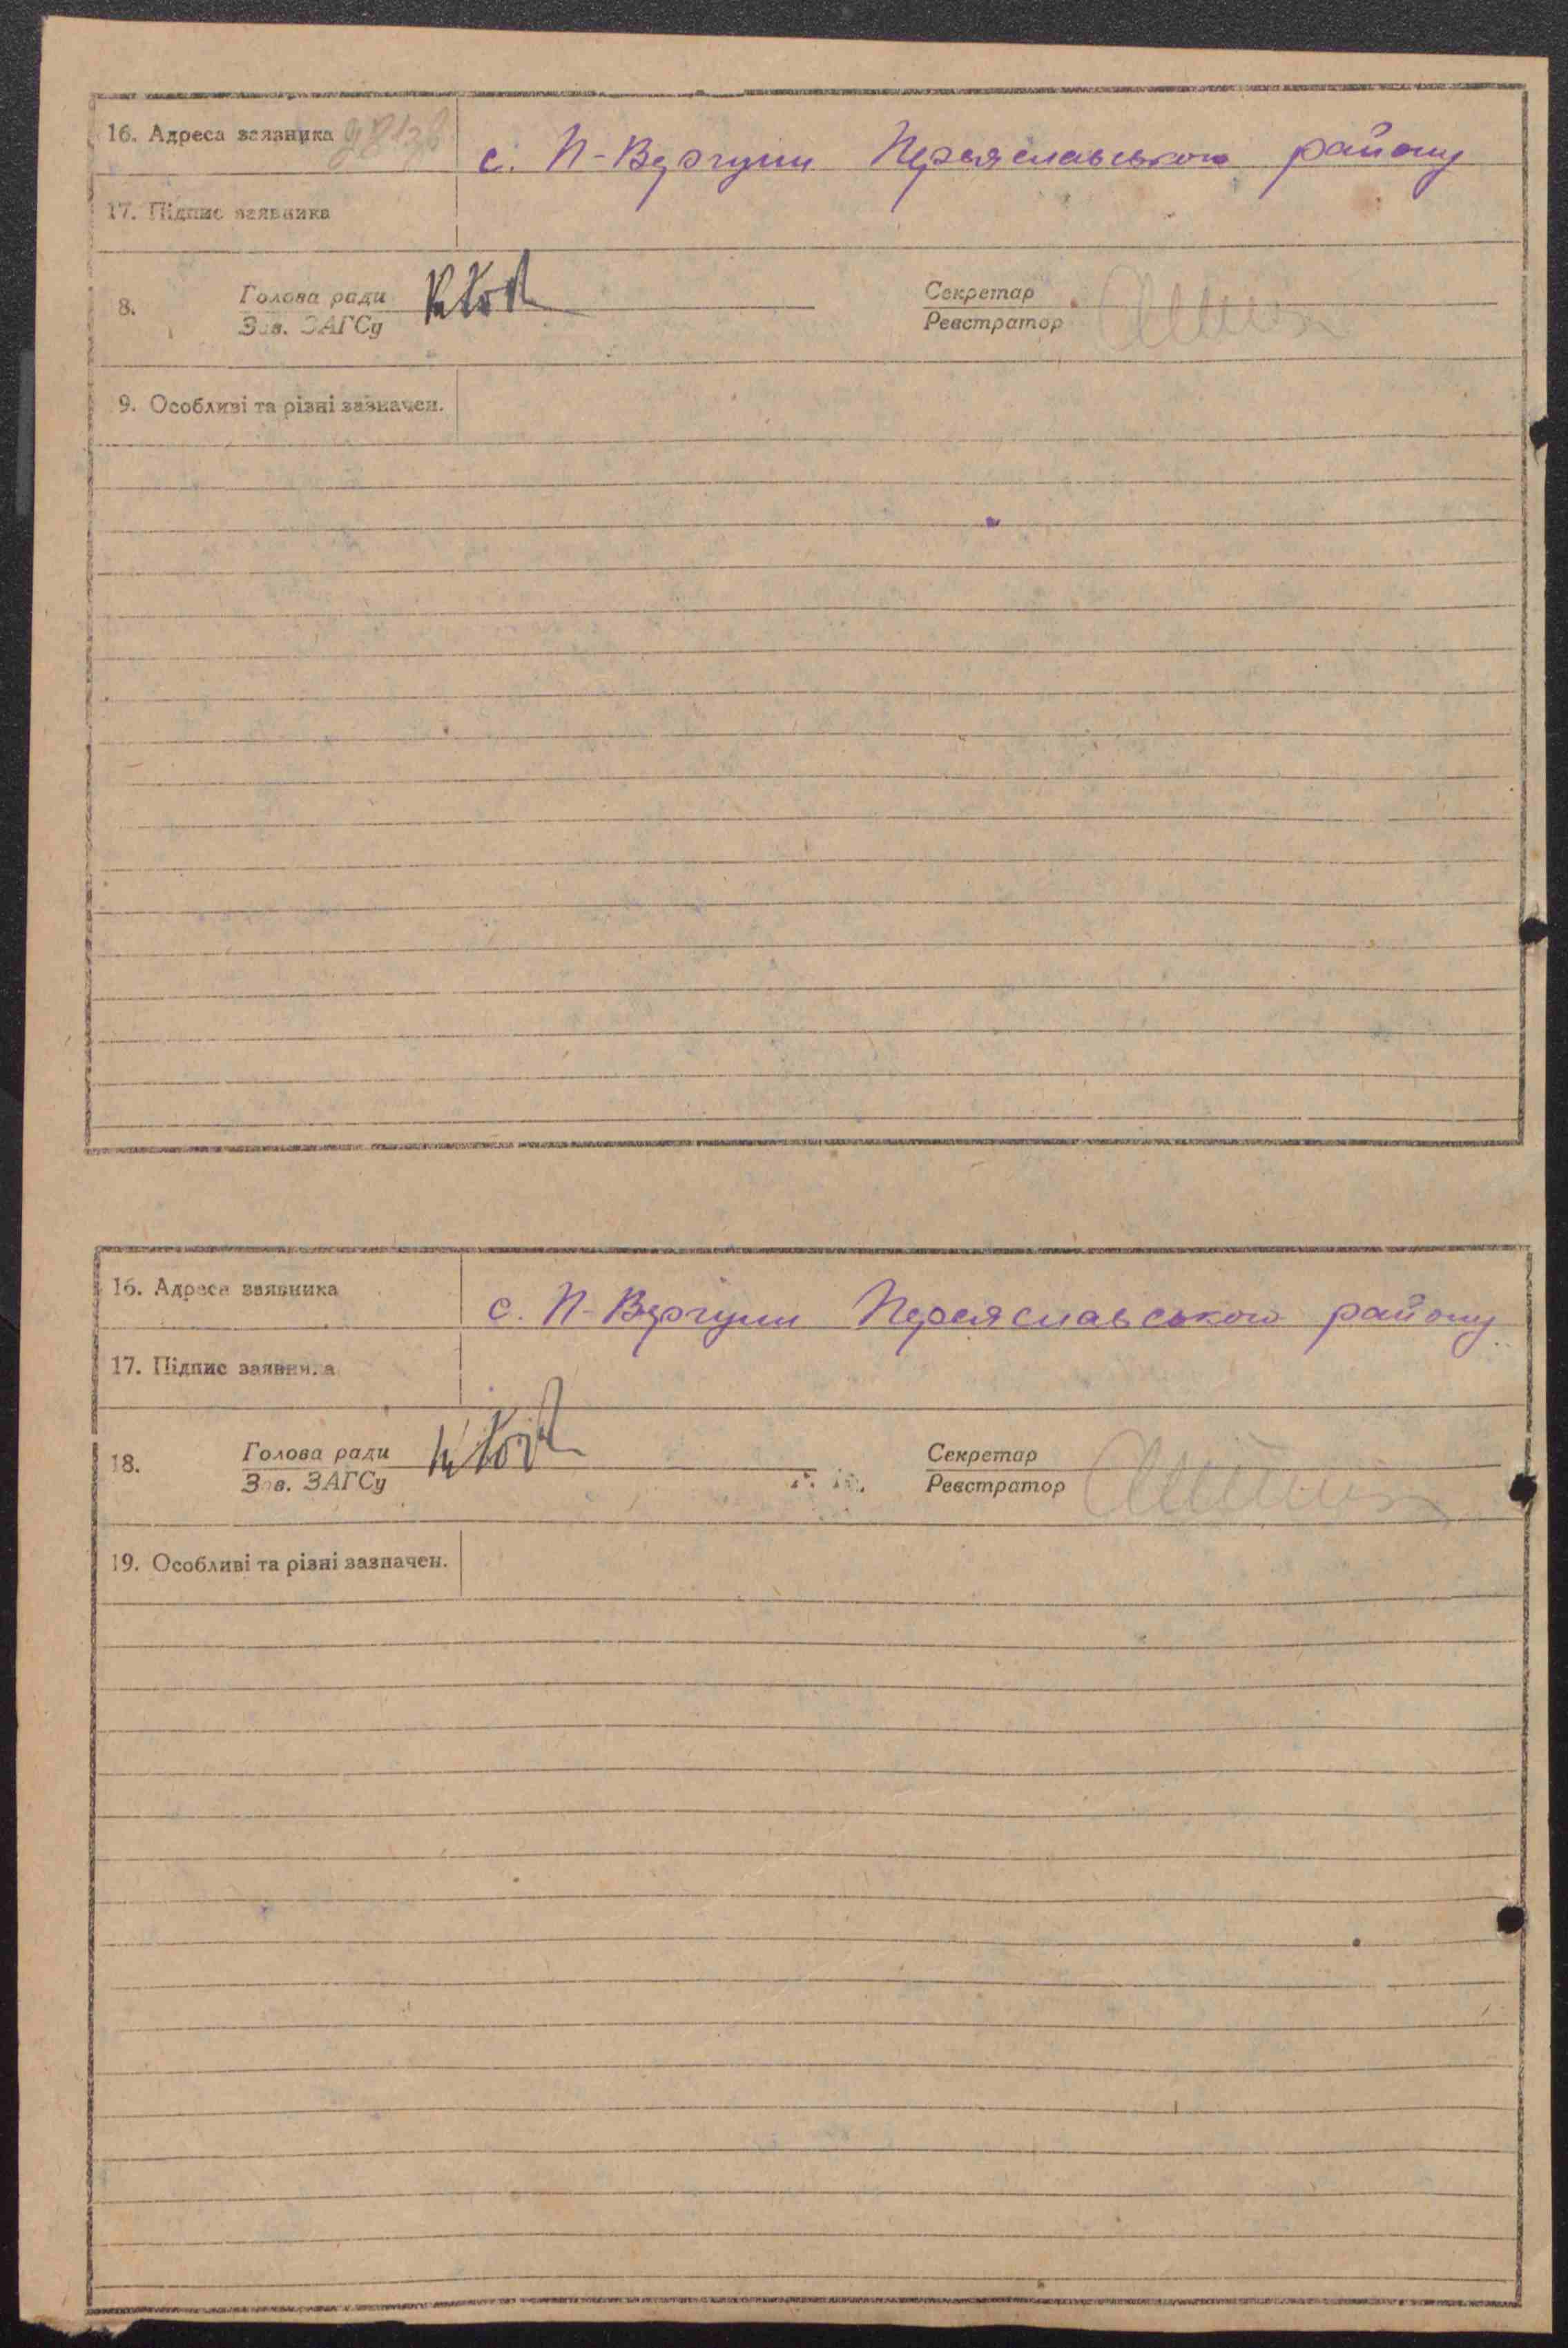 16. Адреса заявника с. П-Вергуни Переяславського району
17. Підпис заявника
8. Голова ради Секретар
Зав. ЗАГСу Реєстратор
9. Особливі та різні зазначен.
16. Адреса заявника с. П-Вергуни Переяславського району
17. Підпис заявника
18. Голова ради Секретар
Зав. ЗАГСу Реєстратор
19. Особливі та різні зазначен.